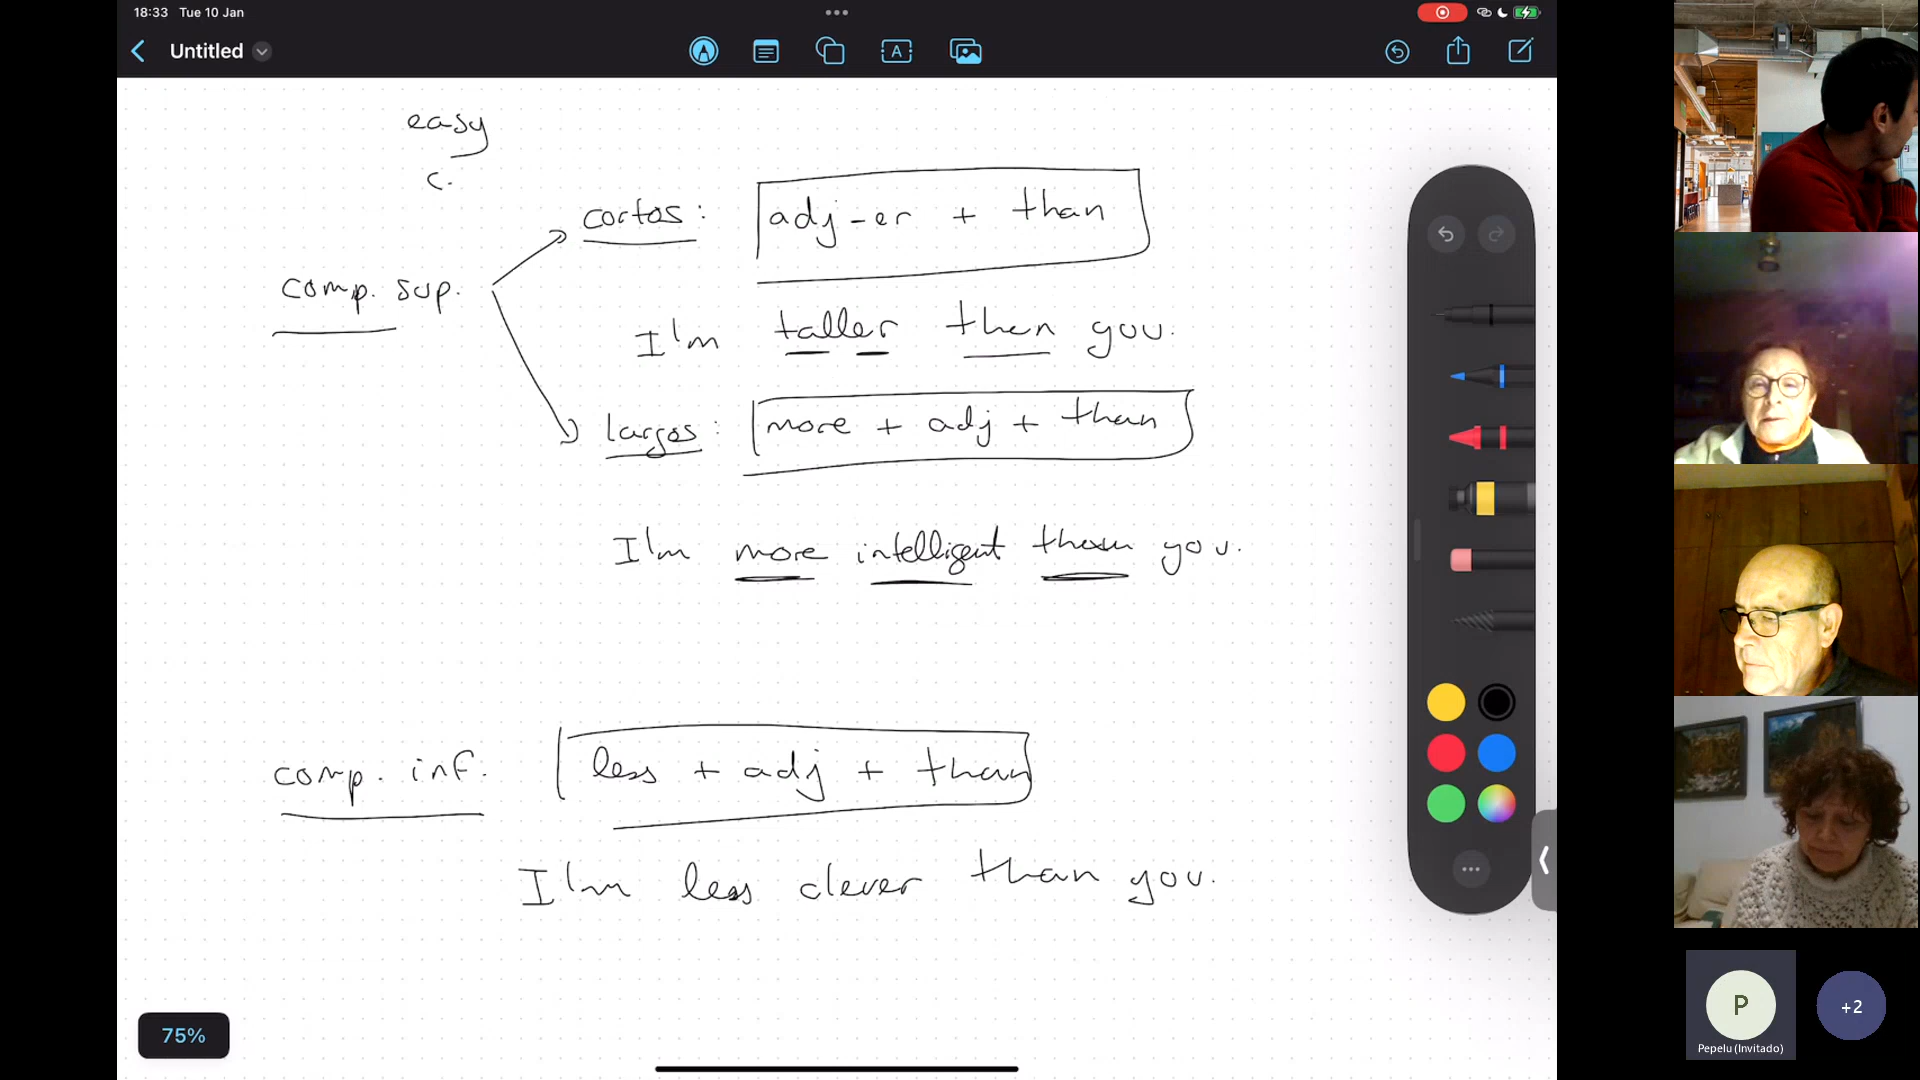 18:33 Tue 10 Jan
Untitled
easy
c.
cortos: adj-er + than
comp. sup.
I'm taller then you.
largos: more + adj + than
I'm more intelligent than you.
comp. inf. less + adj + than
I'm less clever than you.
75%
P
+2
Pepelu (Invitado)